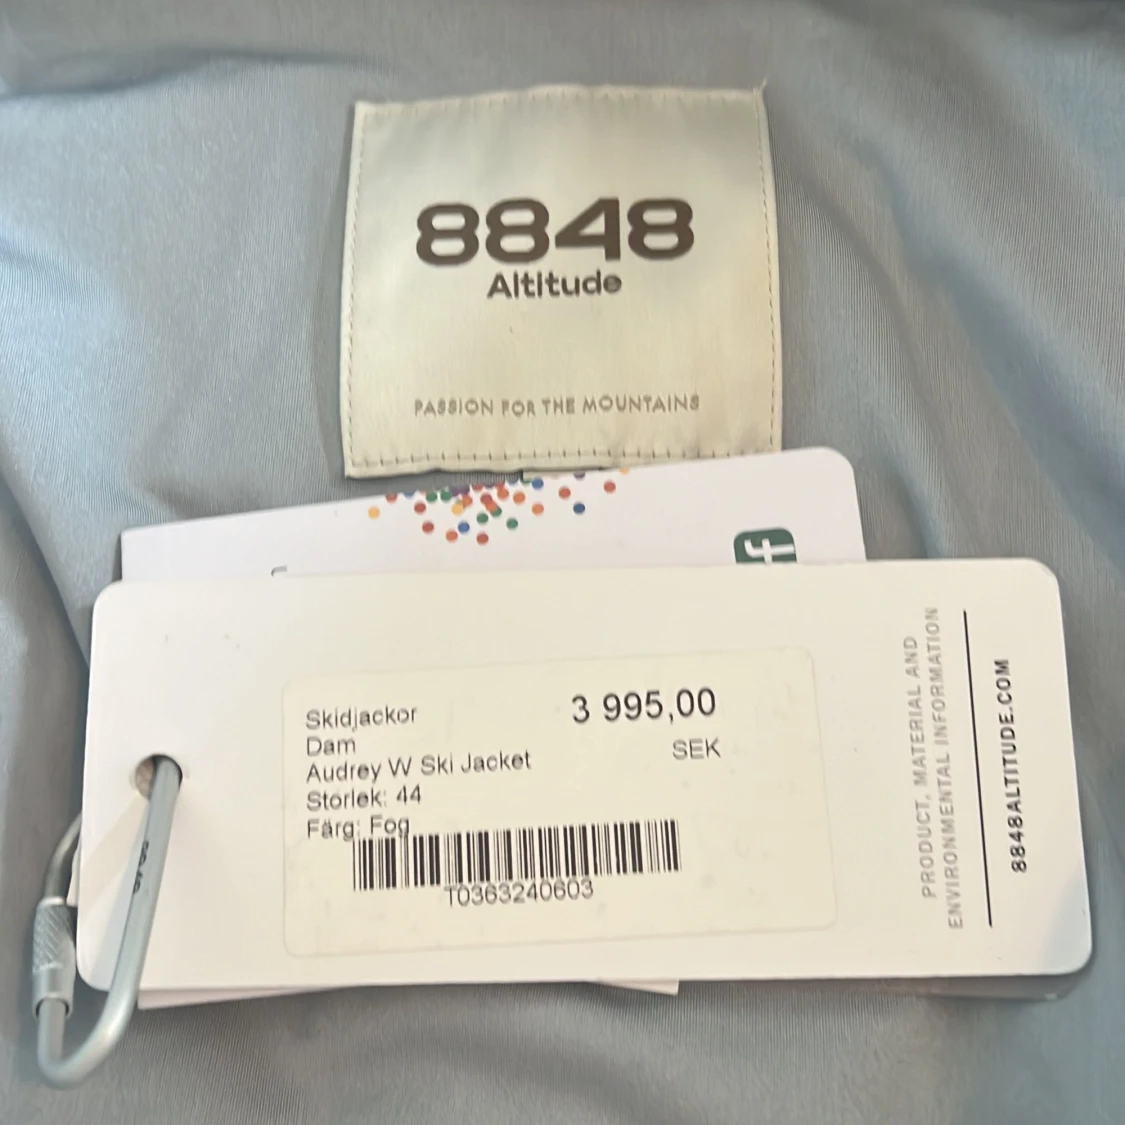 8848
Altitude
PASSION FOR THE MOUNTAINS
Skidjackor
3 995,00
Dam
SEK
Audrey W Ski Jacket
Storlek: 44
Färg: Fog
T0363240603
PRODUCT, MATERIAL AND
ENVIRONMENTAL INFORMATION
8848ALTITUDE.COM